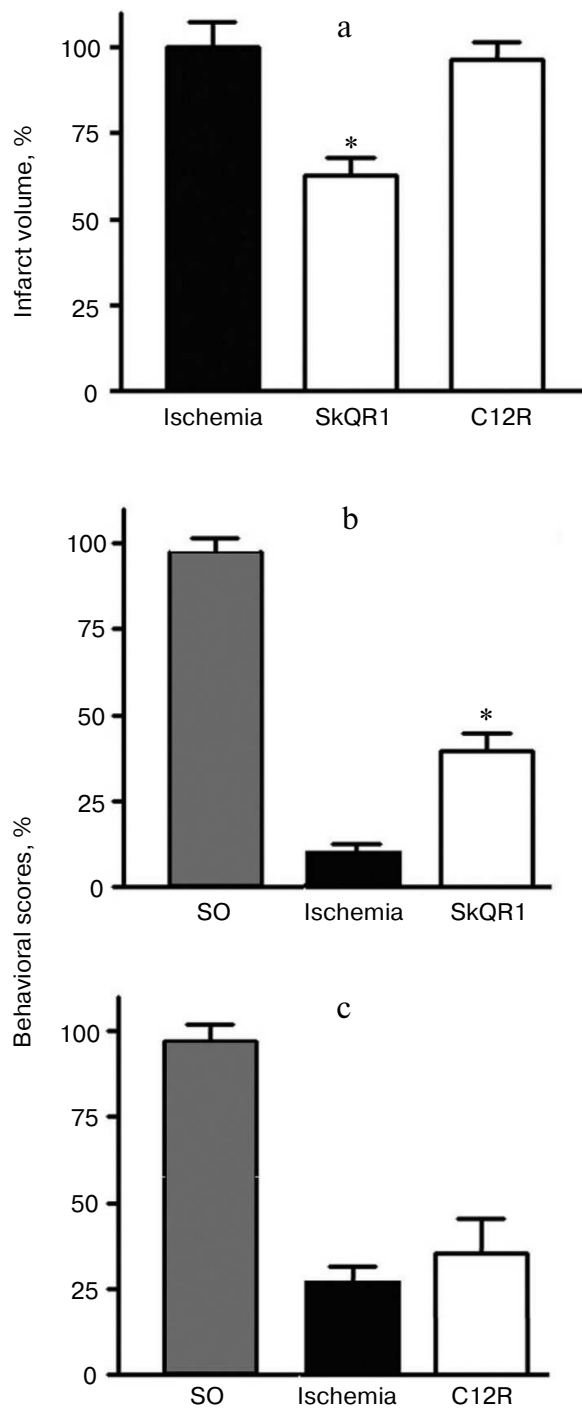 a
Infarct volume, %
100
75
50
25
0
*
Ischemia SkQR1 C12R
b
Behavioral scores, %
100
75
50
25
0
*
SO Ischemia SkQR1
c
100
75
50
25
0
SO Ischemia C12R